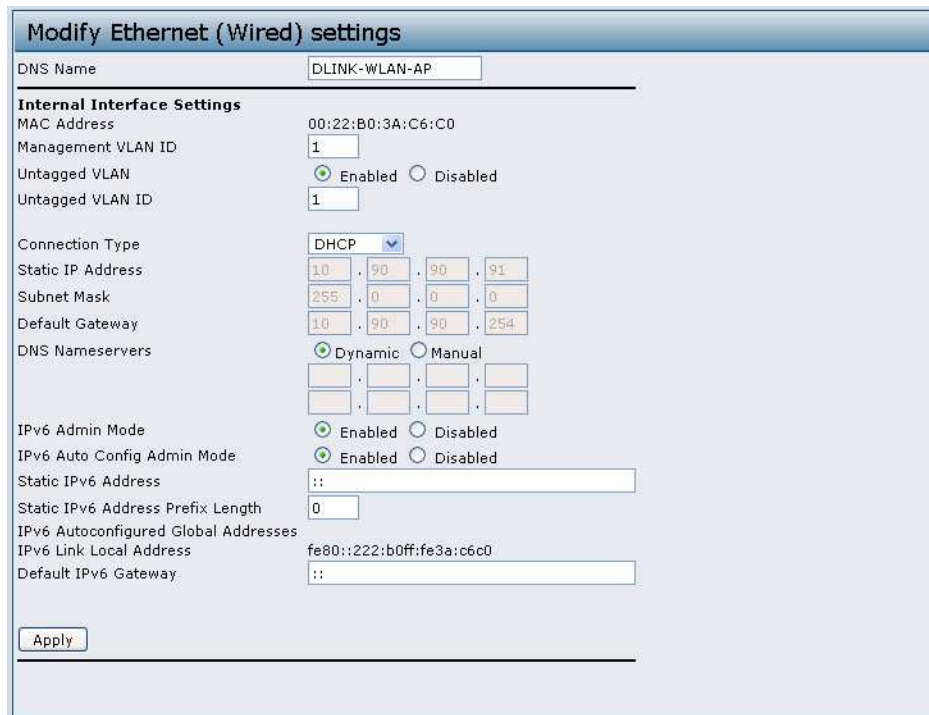 Modify Ethernet (Wired) settings
DNS Name DLINK-WLAN-AP
Internal Interface Settings
MAC Address 00:22:B0:3A:C6:C0
Management VLAN ID 1
Untagged VLAN Enabled Disabled
Untagged VLAN ID 1
Connection Type DHCP
Static IP Address 10 . 90 . 90 . 91
Subnet Mask 255 . 0 . 0 . 0
Default Gateway 10 . 90 . 90 . 254
DNS Nameservers Dynamic Manual
. . .
. . .
IPv6 Admin Mode Enabled Disabled
IPv6 Auto Config Admin Mode Enabled Disabled
Static IPv6 Address ::
Static IPv6 Address Prefix Length 0
IPv6 Autoconfigured Global Addresses
IPv6 Link Local Address fe80::222:b0ff:fe3a:c6c0
Default IPv6 Gateway ::
Apply